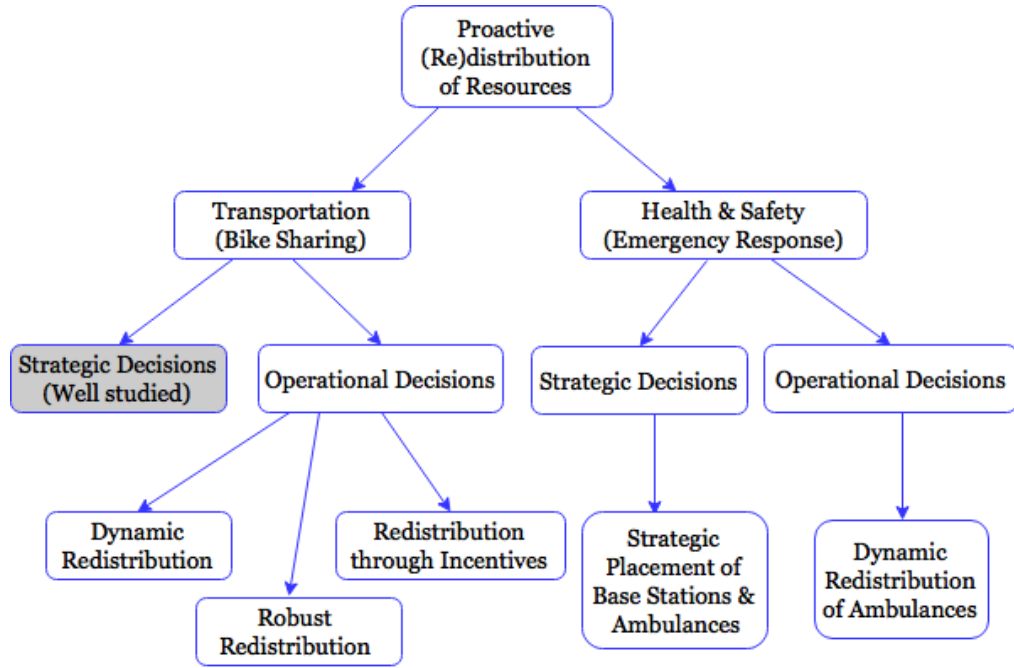 Proactive
(Re)distribution
of Resources
Transportation
(Bike Sharing)
Health & Safety
(Emergency Response)
Strategic Decisions
(Well studied)
Operational Decisions
Strategic Decisions
Operational Decisions
Dynamic
Redistribution
Robust
Redistribution
Redistribution
through Incentives
Strategic
Placement of
Base Stations &
Ambulances
Dynamic
Redistribution
of Ambulances